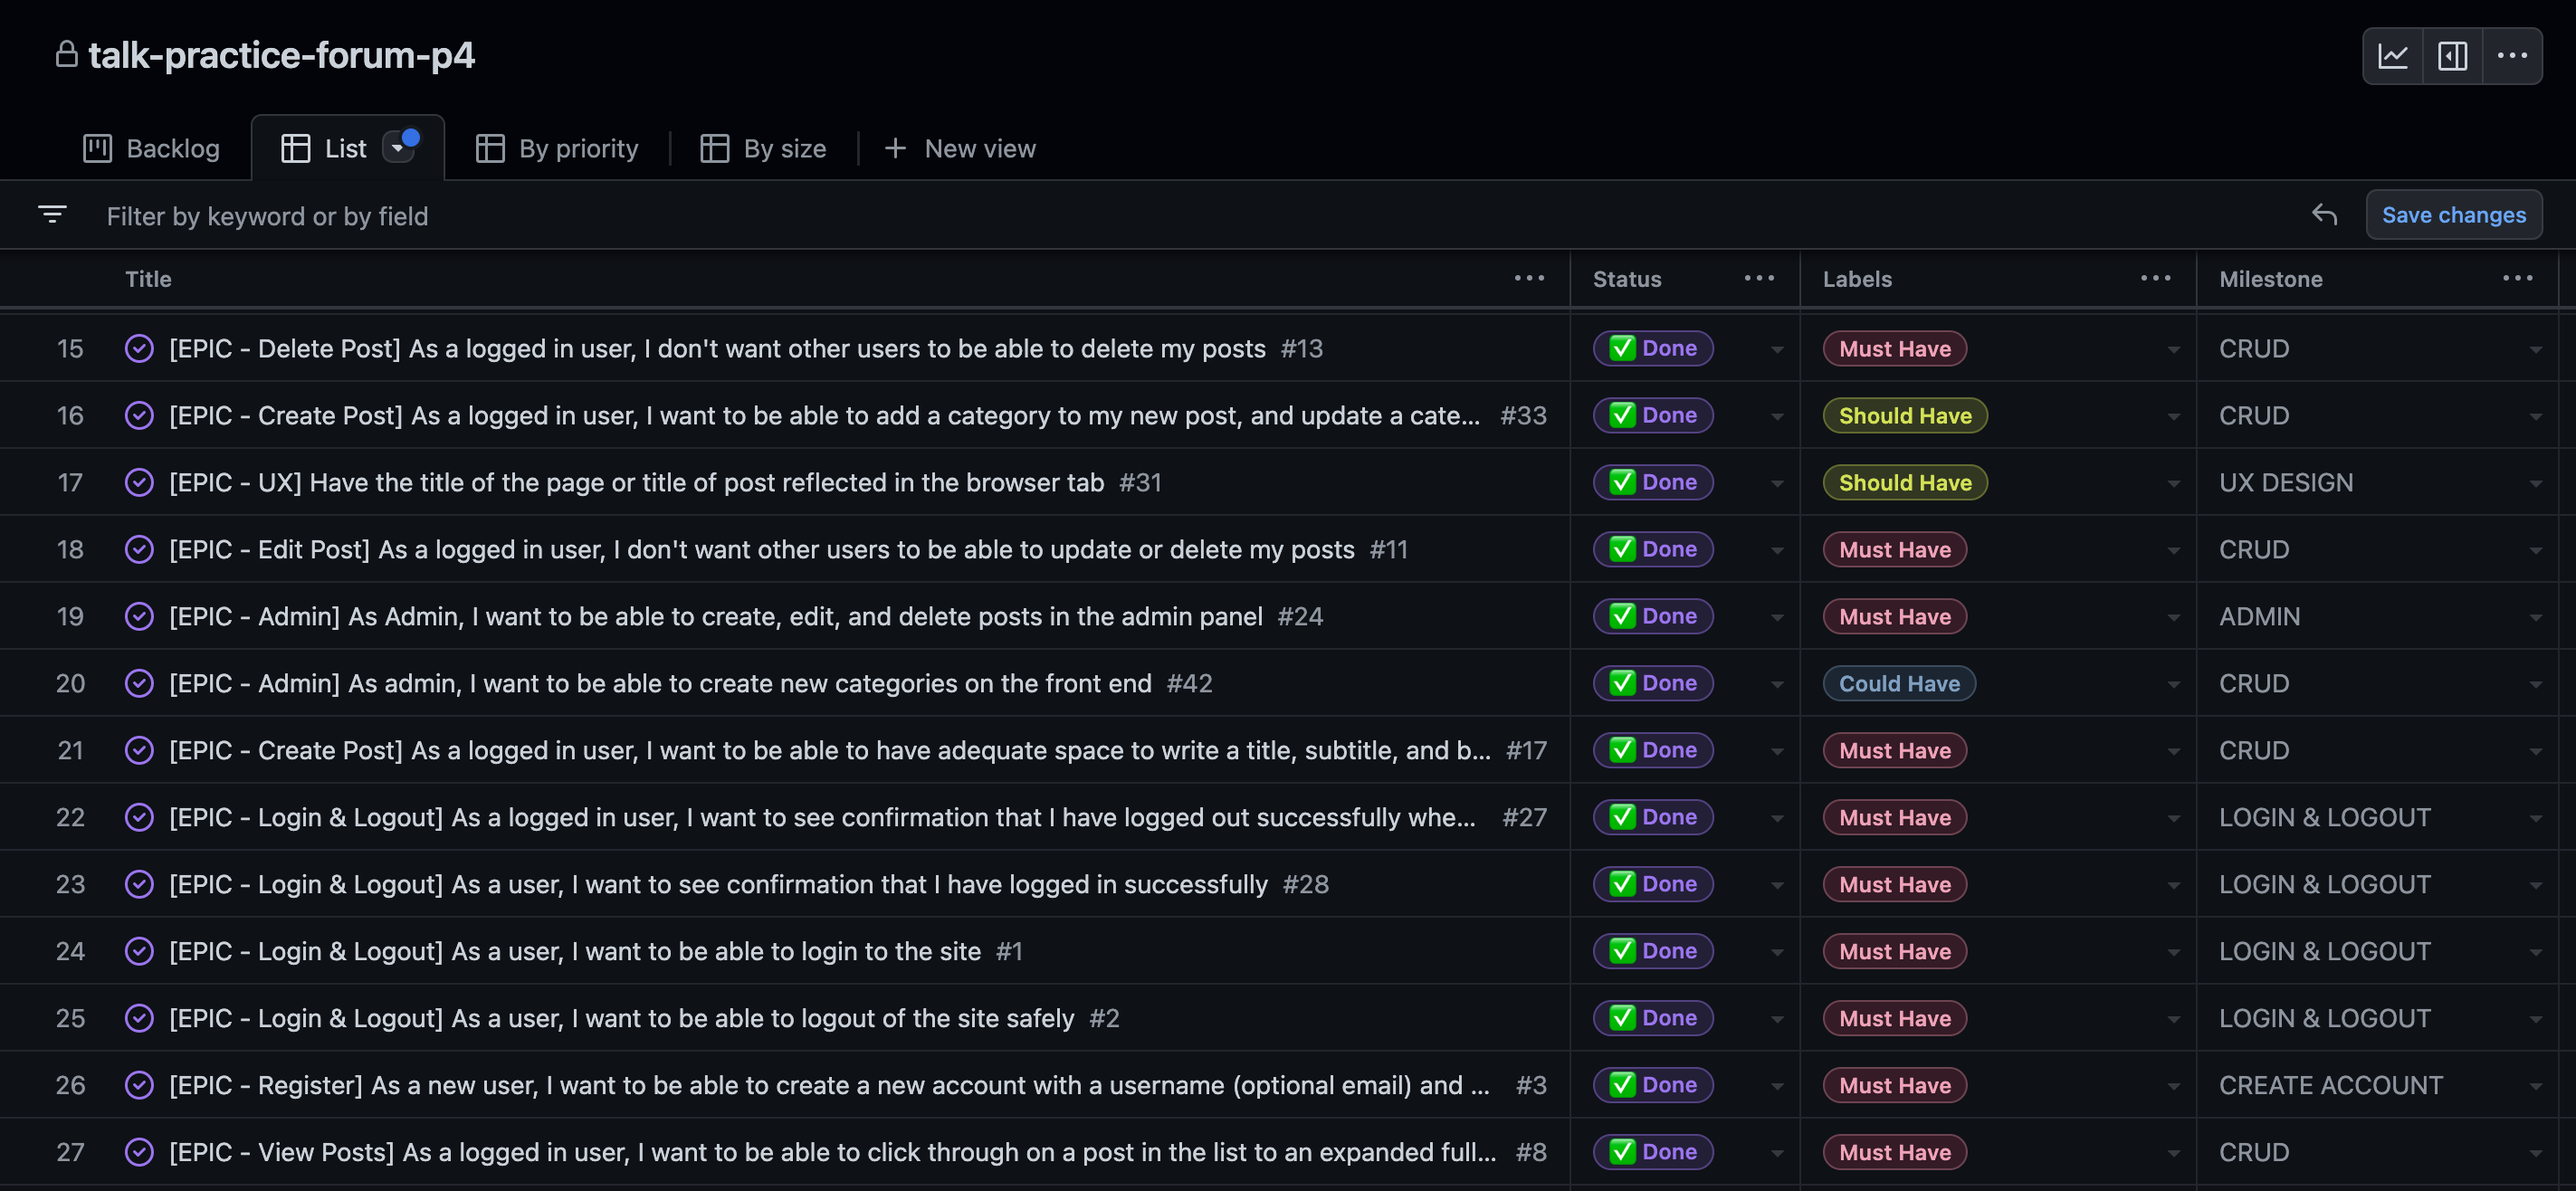 talk-practice-forum-p4
Backlog List By priority By size New view
Filter by keyword or by field Save changes
Title Status Labels Milestone
15 [EPIC - Delete Post] As a logged in user, I don't want other users to be able to delete my posts #13 Done Must Have CRUD
16 [EPIC - Create Post] As a logged in user, I want to be able to add a category to my new post, and update a cate... #33 Done Should Have CRUD
17 [EPIC - UX] Have the title of the page or title of post reflected in the browser tab #31 Done Should Have UX DESIGN
18 [EPIC - Edit Post] As a logged in user, I don't want other users to be able to update or delete my posts #11 Done Must Have CRUD
19 [EPIC - Admin] As Admin, I want to be able to create, edit, and delete posts in the admin panel #24 Done Must Have ADMIN
20 [EPIC - Admin] As admin, I want to be able to create new categories on the front end #42 Done Could Have CRUD
21 [EPIC - Create Post] As a logged in user, I want to be able to have adequate space to write a title, subtitle, and b... #17 Done Must Have CRUD
22 [EPIC - Login & Logout] As a logged in user, I want to see confirmation that I have logged out successfully whe... #27 Done Must Have LOGIN & LOGOUT
23 [EPIC - Login & Logout] As a user, I want to see confirmation that I have logged in successfully #28 Done Must Have LOGIN & LOGOUT
24 [EPIC - Login & Logout] As a user, I want to be able to login to the site #1 Done Must Have LOGIN & LOGOUT
25 [EPIC - Login & Logout] As a user, I want to be able to logout of the site safely #2 Done Must Have LOGIN & LOGOUT
26 [EPIC - Register] As a new user, I want to be able to create a new account with a username (optional email) and ... #3 Done Must Have CREATE ACCOUNT
27 [EPIC - View Posts] As a logged in user, I want to be able to click through on a post in the list to an expanded full... #8 Done Must Have CRUD